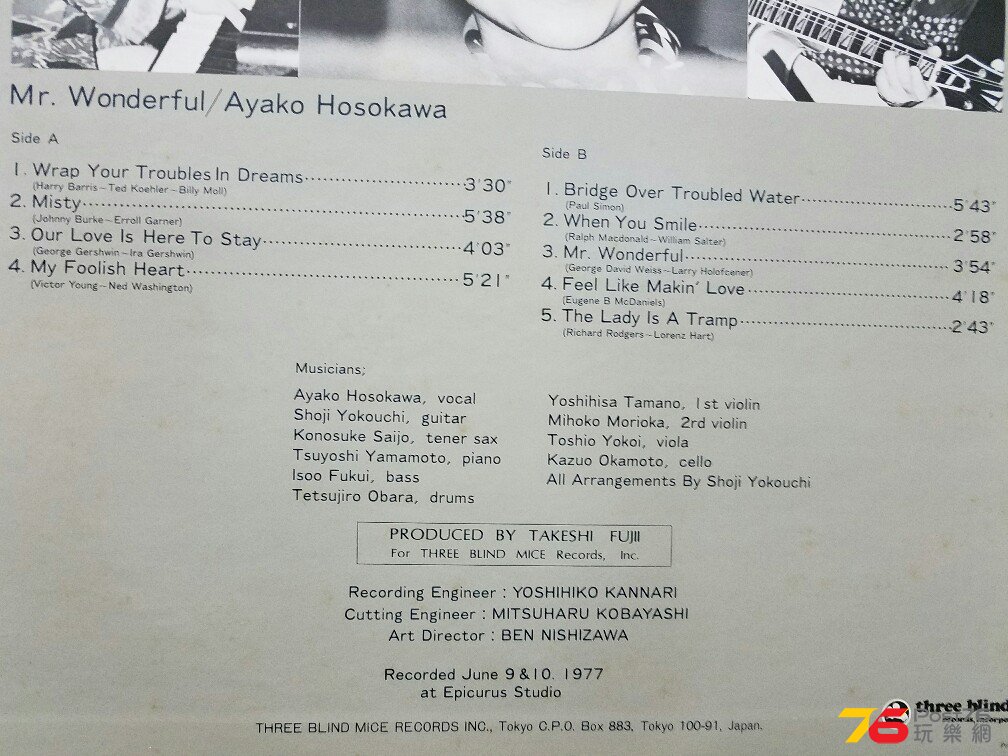 Mr. Wonderful/Ayako Hosokawa
Side A
1. Wrap Your Troubles In Dreams 3'30"
(Harry Barris~Ted Koehler~Billy Moll)
2. Misty 5'38"
(Johnny Burke~Erroll Garner)
3. Our Love Is Here To Stay 4'03"
(George Gershwin~Ira Gershwin)
4. My Foolish Heart 5'21"
(Victor Young~Ned Washington)
Side B
1. Bridge Over Troubled Water 5'43"
(Paul Simon)
2. When You Smile 2'58"
(Ralph Macdonald~William Salter)
3. Mr. Wonderful 3'54"
(George David Weiss~Larry Holofcener)
4. Feel Like Makin' Love 4'18"
(Eugene B McDaniels)
5. The Lady Is A Tramp 2'43"
(Richard Rodgers~Lorenz Hart)
Musicians;
Ayako Hosokawa, vocal
Shoji Yokouchi, guitar
Konosuke Saijo, tener sax
Tsuyoshi Yamamoto, piano
Isoo Fukui, bass
Tetsujiro Obara, drums
Yoshihisa Tamano, 1st violin
Mihoko Morioka, 2rd violin
Toshio Yokoi, viola
Kazuo Okamoto, cello
All Arrangements By Shoji Yokouchi
PRODUCED BY TAKESHI FUJII
For THREE BLIND MICE Records, Inc.
Recording Engineer : YOSHIHIKO KANNARI
Cutting Engineer : MITSUHARU KOBAYASHI
Art Director : BEN NISHIZAWA
Recorded June 9 & 10. 1977
at Epicurus Studio
THREE BLIND MICE RECORDS INC., Tokyo C.P.O. Box 883, Tokyo 100-91, Japan.
three blind
76
玩樂網